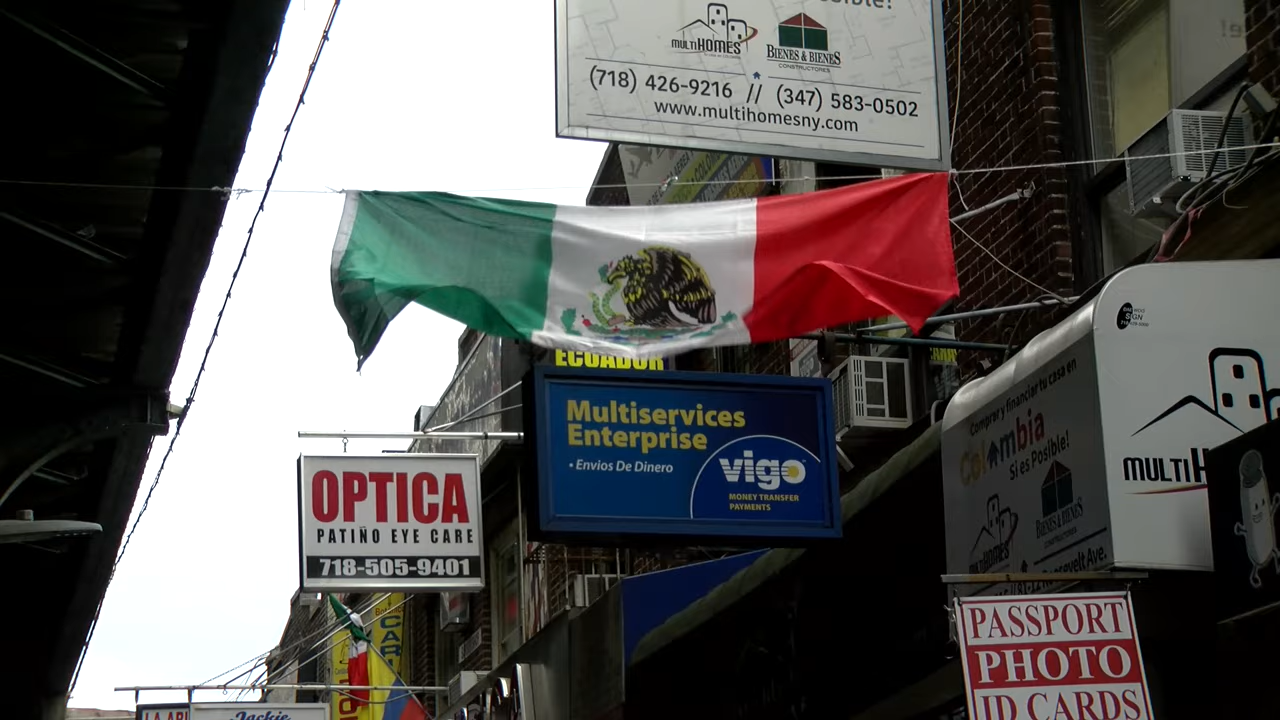 MULTIHOMES
BIENES & BIENES
CONSTRUCTORES
(718) 426-9216 // (347) 583-0502
www.multihomesny.com
ECUADOR
Multiservices
Enterprise
• Envios De Dinero
vigo
MONEY TRANSFER
PAYMENTS
OPTICA
PATIÑO EYE CARE
718-505-9401
Comprar y financiar tu casa en
Colombia
Si es Posible!
BIENES & BIENES
PASSPORT
PHOTO
ID CARDS
Jackie